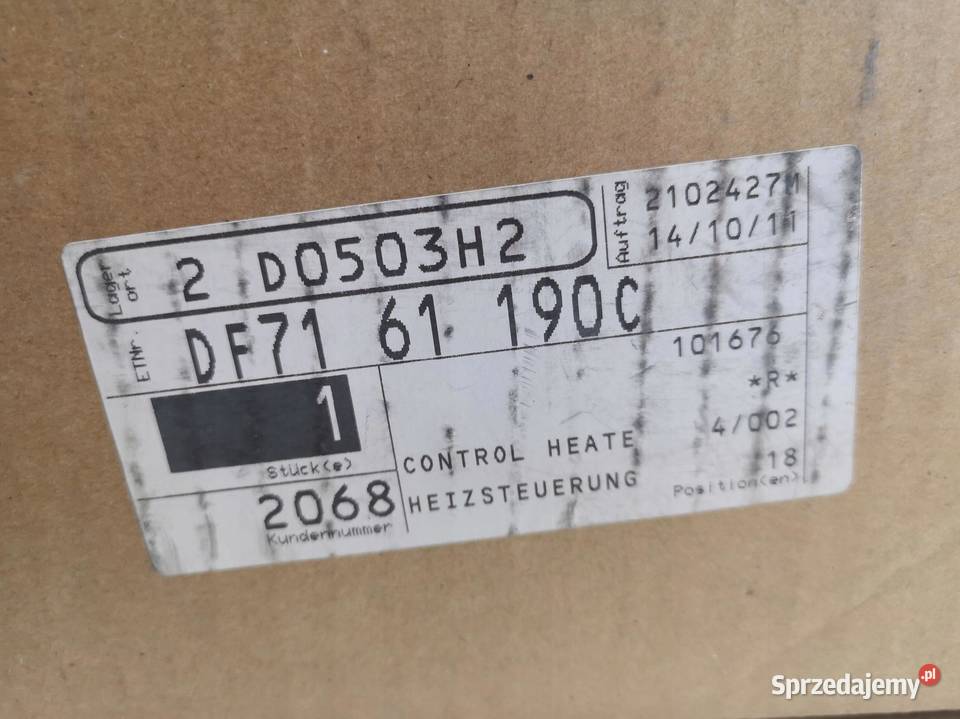 Lager
ort
2 D0503H2
Auftrag
21024271
14/10/11
ETNr.
DF71 61 190C
101676
*R*
1
Stück(e)
CONTROL HEATE
4/002
2068
Kundennummer
HEIZSTEUERUNG
18
Position(en)
Sprzedajemy.pl